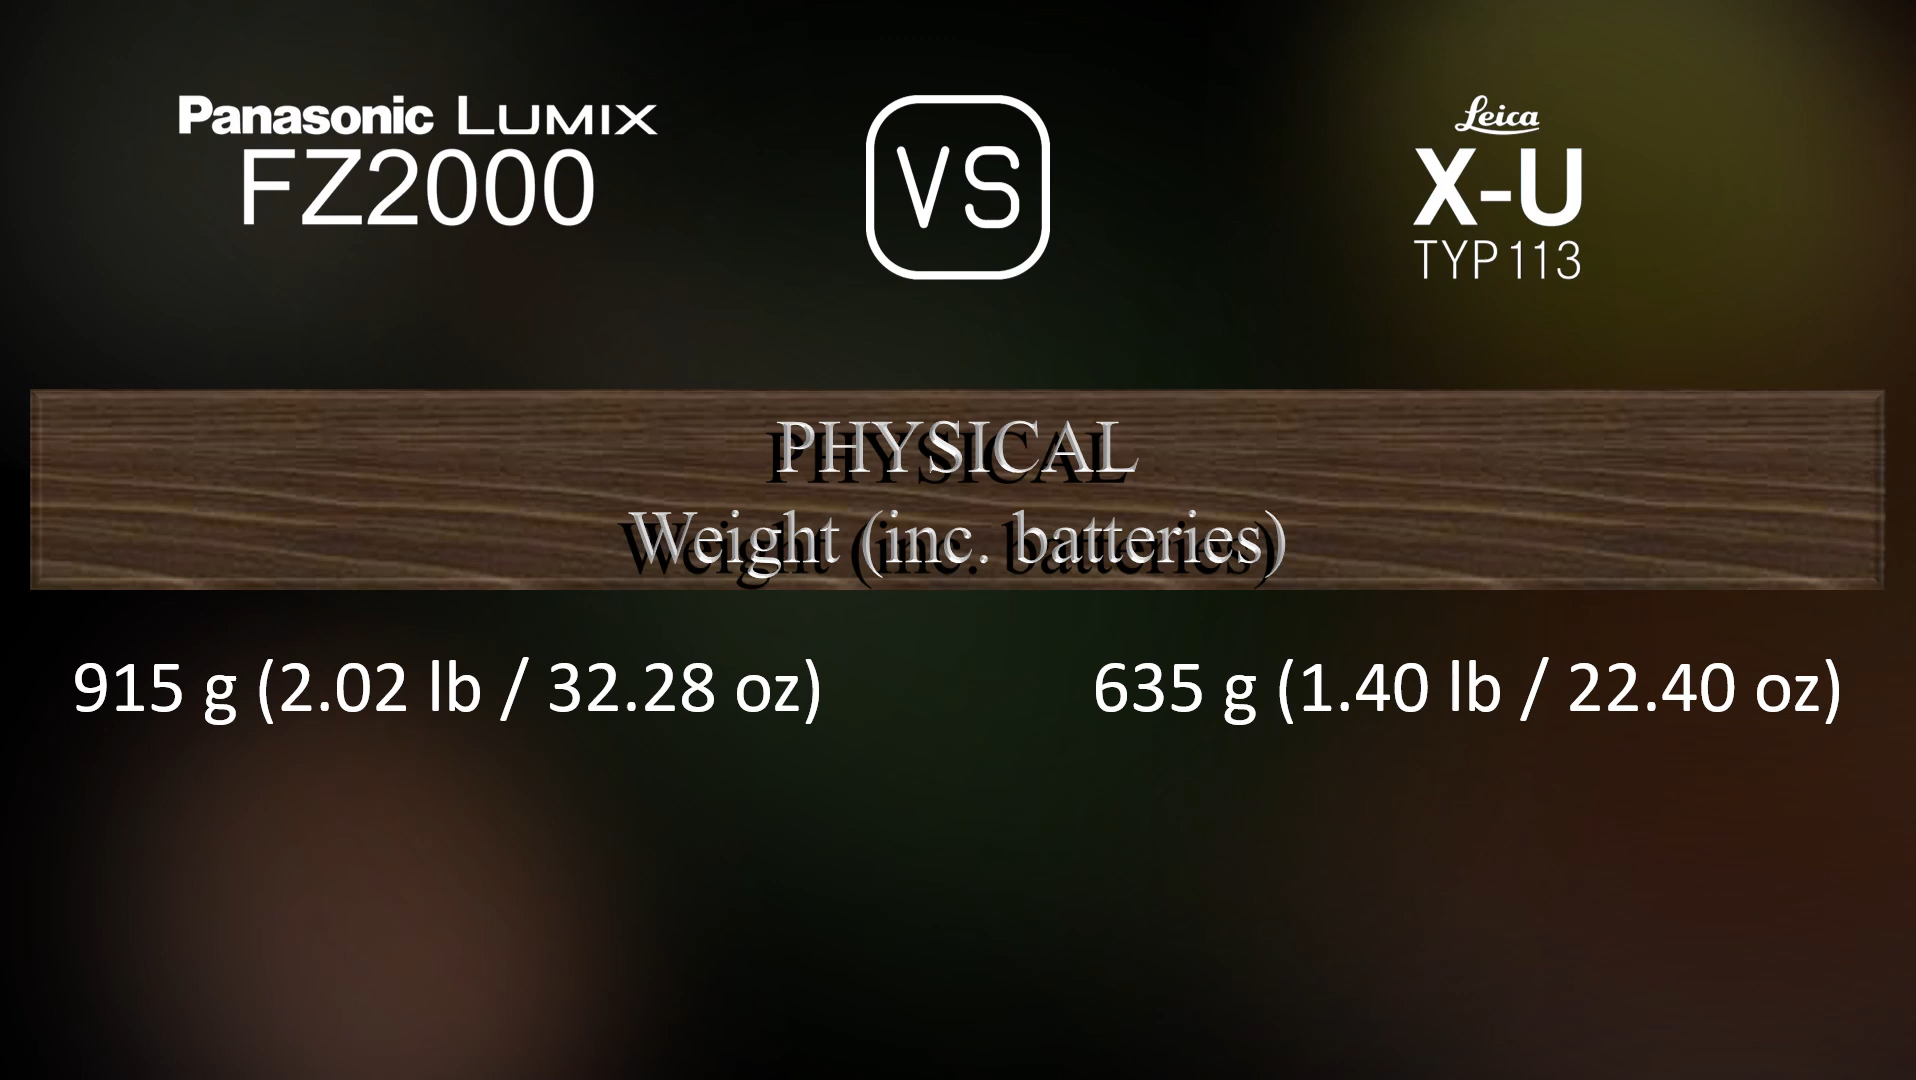 Panasonic LUMIX
FZ2000
VS
Leica
X-U
TYP 113
PHYSICAL
Weight (inc. batteries)
915 g (2.02 lb / 32.28 oz)
635 g (1.40 lb / 22.40 oz)